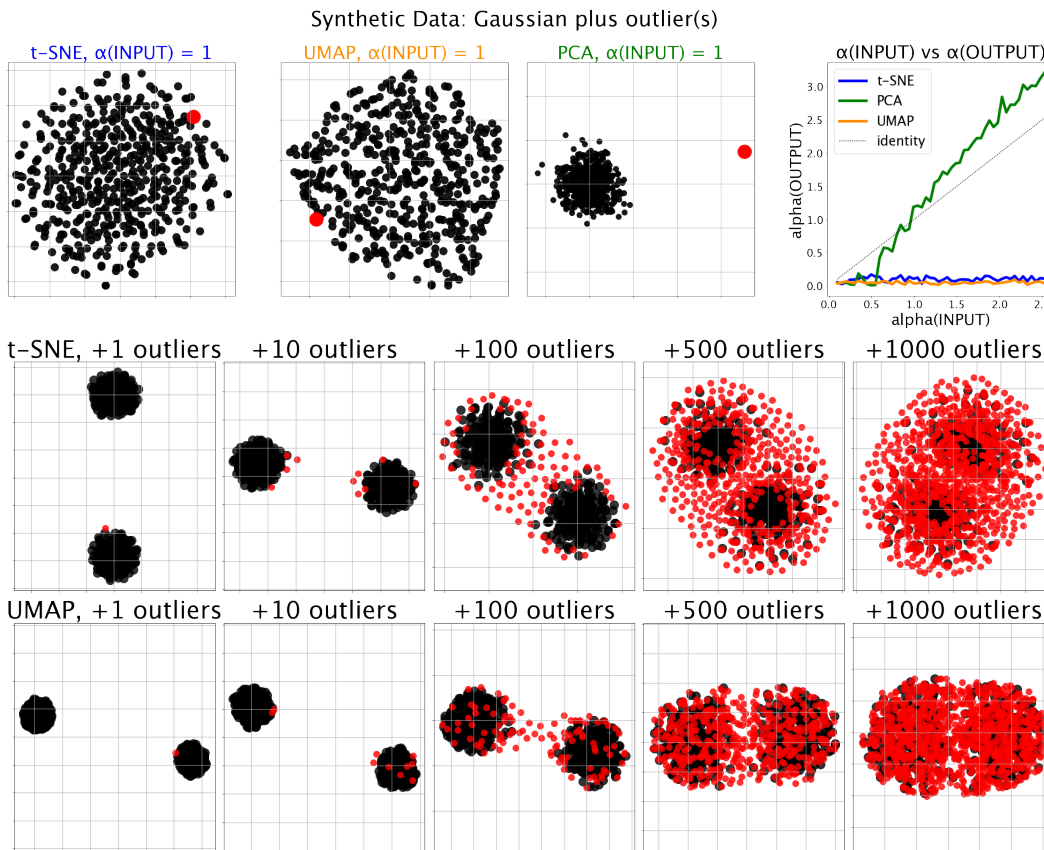 Synthetic Data: Gaussian plus outlier(s)
t-SNE, α(INPUT) = 1
UMAP, α(INPUT) = 1
PCA, α(INPUT) = 1
α(INPUT) vs α(OUTPUT)
t-SNE
PCA
UMAP
identity
alpha(OUTPUT)
3.0
2.5
2.0
1.5
1.0
0.5
0.0
0.0 0.5 1.0 1.5 2.0
alpha(INPUT)
t-SNE, +1 outliers
+10 outliers
+100 outliers
+500 outliers
+1000 outliers
UMAP, +1 outliers
+10 outliers
+100 outliers
+500 outliers
+1000 outliers